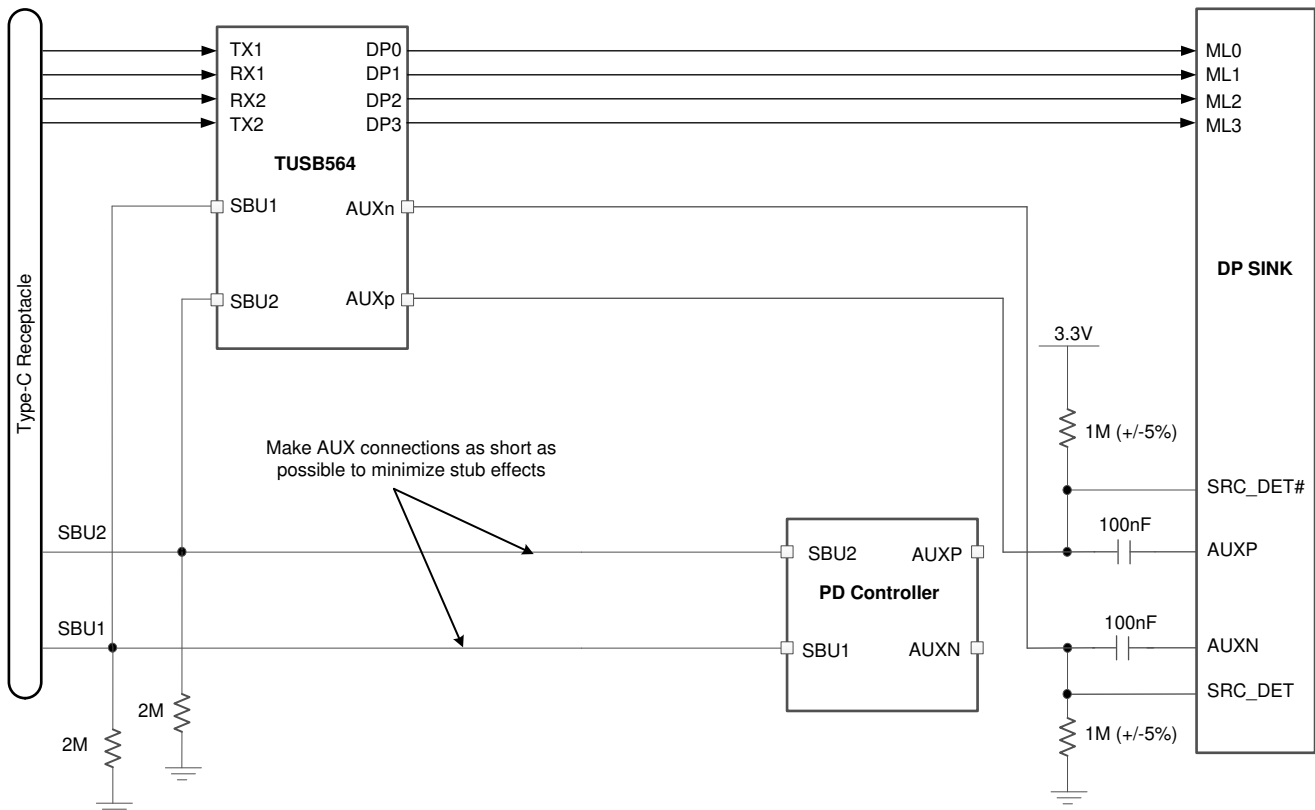 Type-C Receptacle
TX1
RX1
RX2
TX2
DP0
DP1
DP2
DP3
TUSB564
SBU1
AUXn
SBU2
AUXp
ML0
ML1
ML2
ML3
DP SINK
3.3V
1M (+/-5%)
SRC_DET#
100nF
AUXP
100nF
AUXN
SRC_DET
1M (+/-5%)
Make AUX connections as short as
possible to minimize stub effects
SBU2
SBU1
SBU2
AUXP
PD Controller
SBU1
AUXN
2M
2M